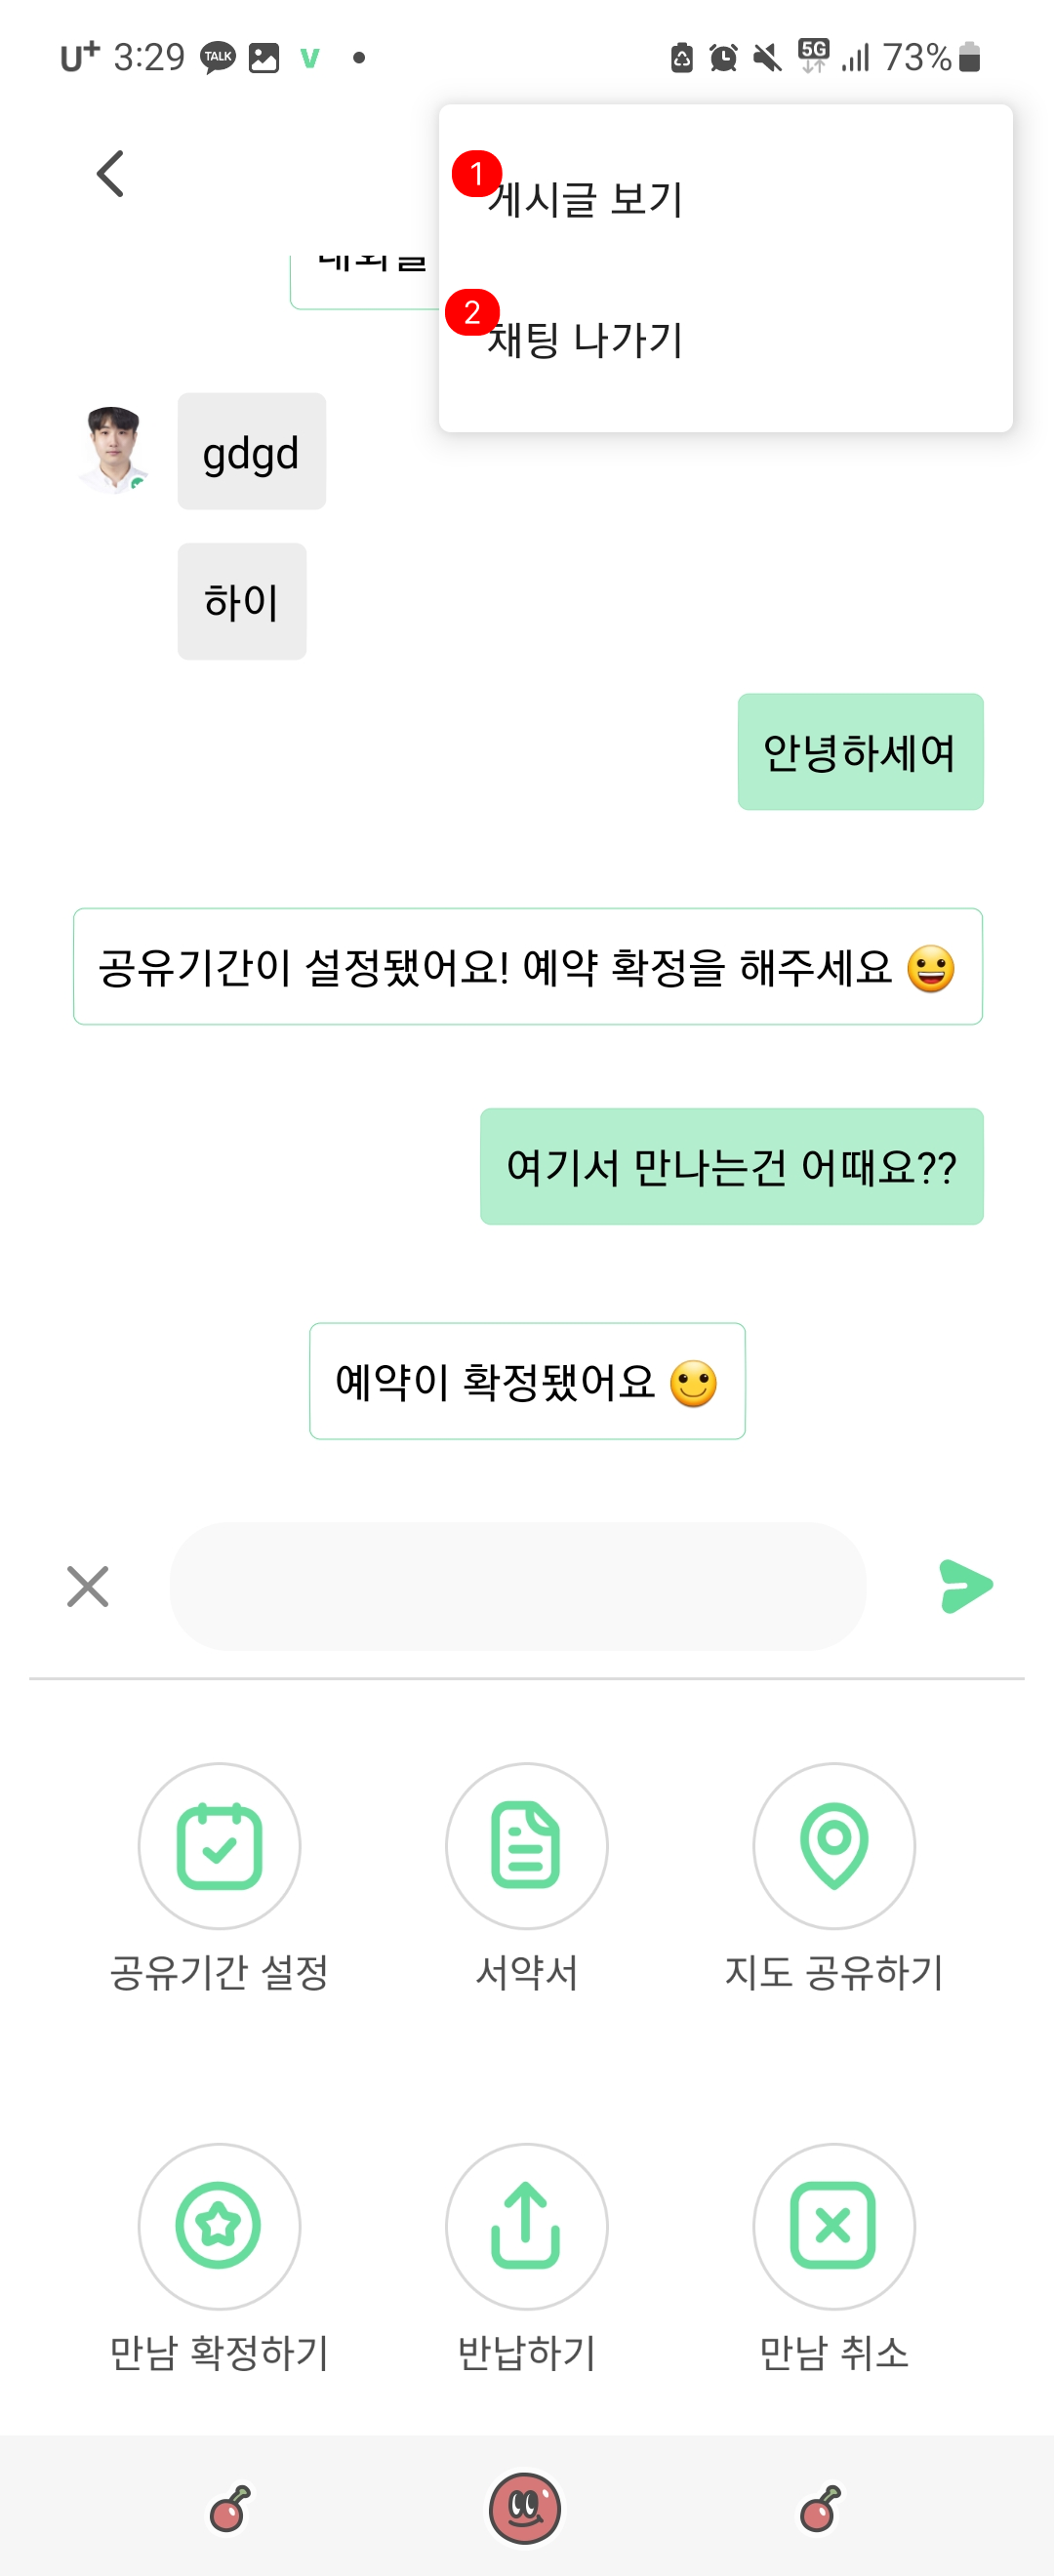 U+ 3:29 TALK V 5G 73%
1
게시글 보기
2
채팅 나가기
gdgd
하이
안녕하세여
공유기간이 설정됐어요! 예약 확정을 해주세요 😀
여기서 만나는건 어때요??
예약이 확정됐어요 🙂
공유기간 설정
서약서
지도 공유하기
만남 확정하기
반납하기
만남 취소